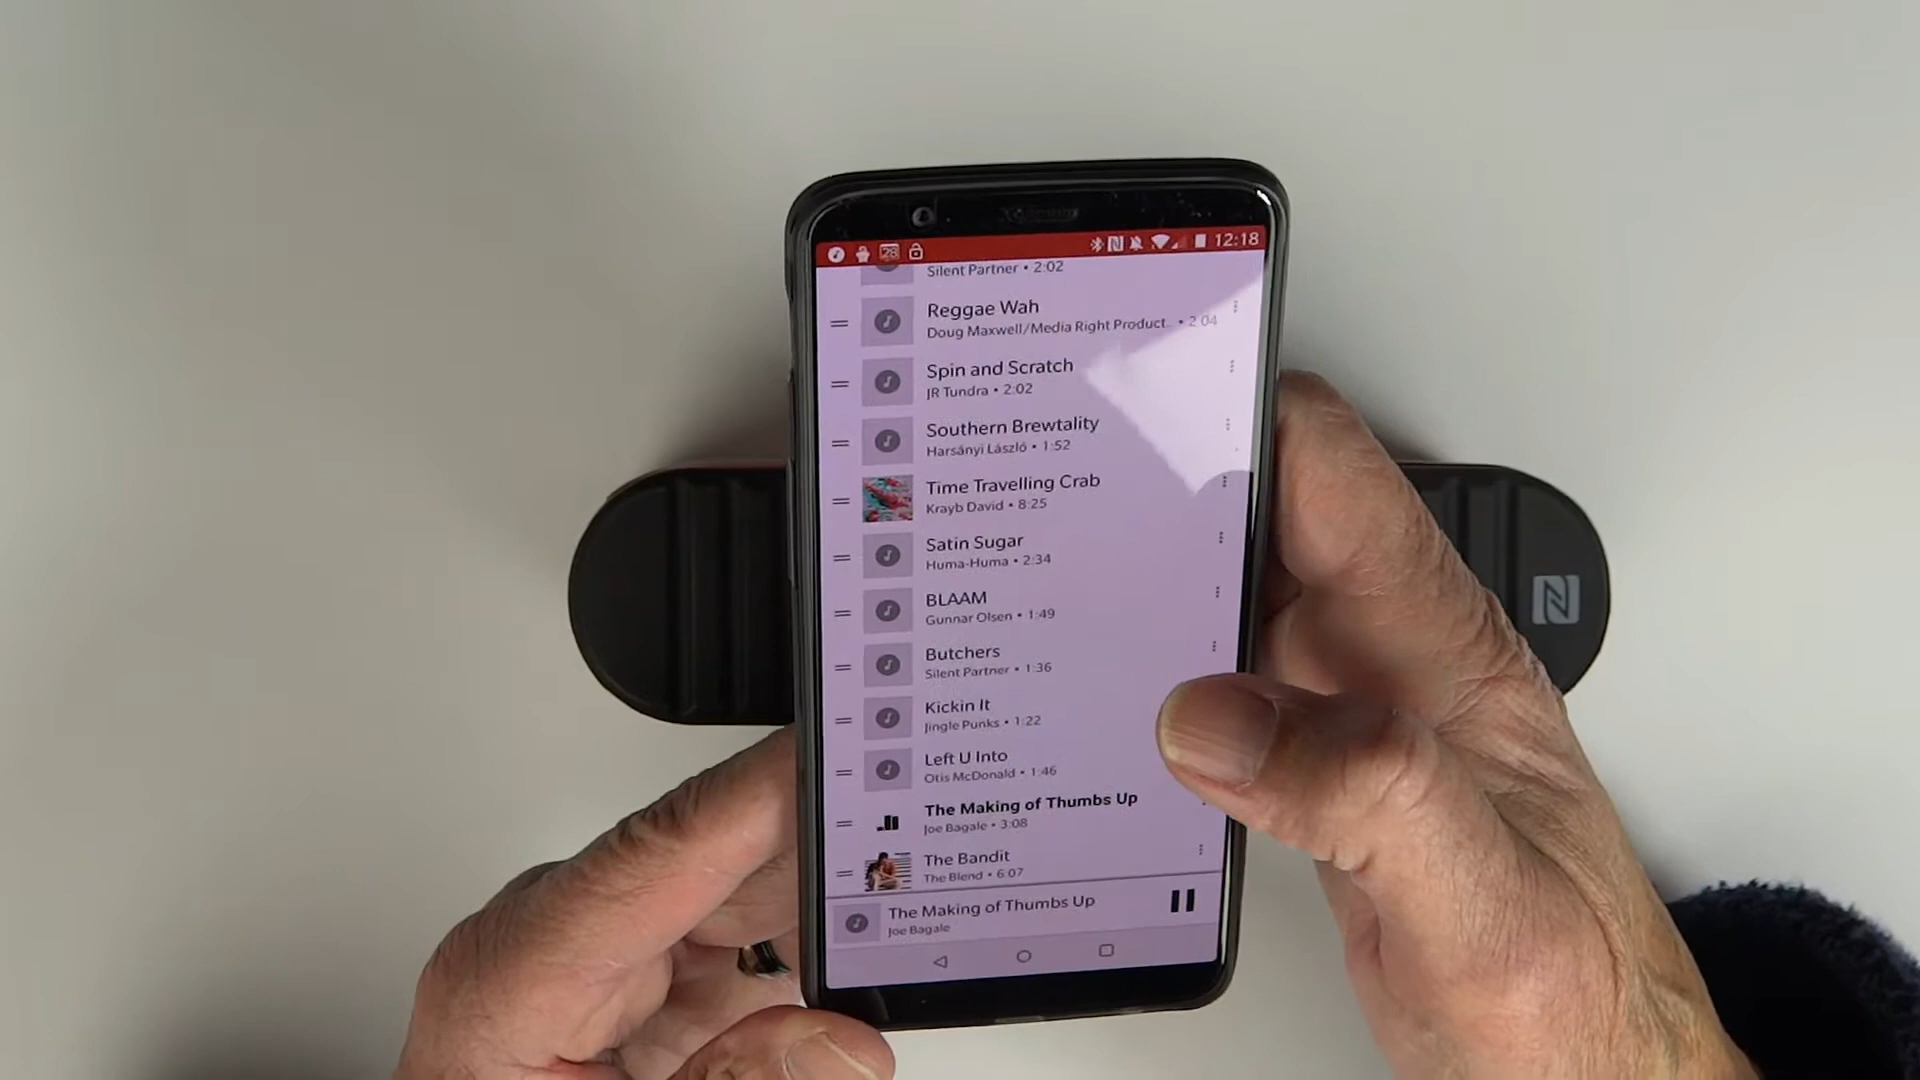 28
12:18
Silent Partner • 2:02
Reggae Wah
Doug Maxwell/Media Right Product... • 2:04
Spin and Scratch
JR Tundra • 2:02
Southern Brewtality
Harsányi László • 1:52
Time Travelling Crab
Krayb David • 8:25
Satin Sugar
Huma-Huma • 2:34
BLAAM
Gunnar Olsen • 1:49
Butchers
Silent Partner • 1:36
Kickin It
Jingle Punks • 1:22
Left U Into
Otis McDonald • 1:46
The Making of Thumbs Up
Joe Bagale • 3:08
The Bandit
The Blend • 6:07
The Making of Thumbs Up
Joe Bagale